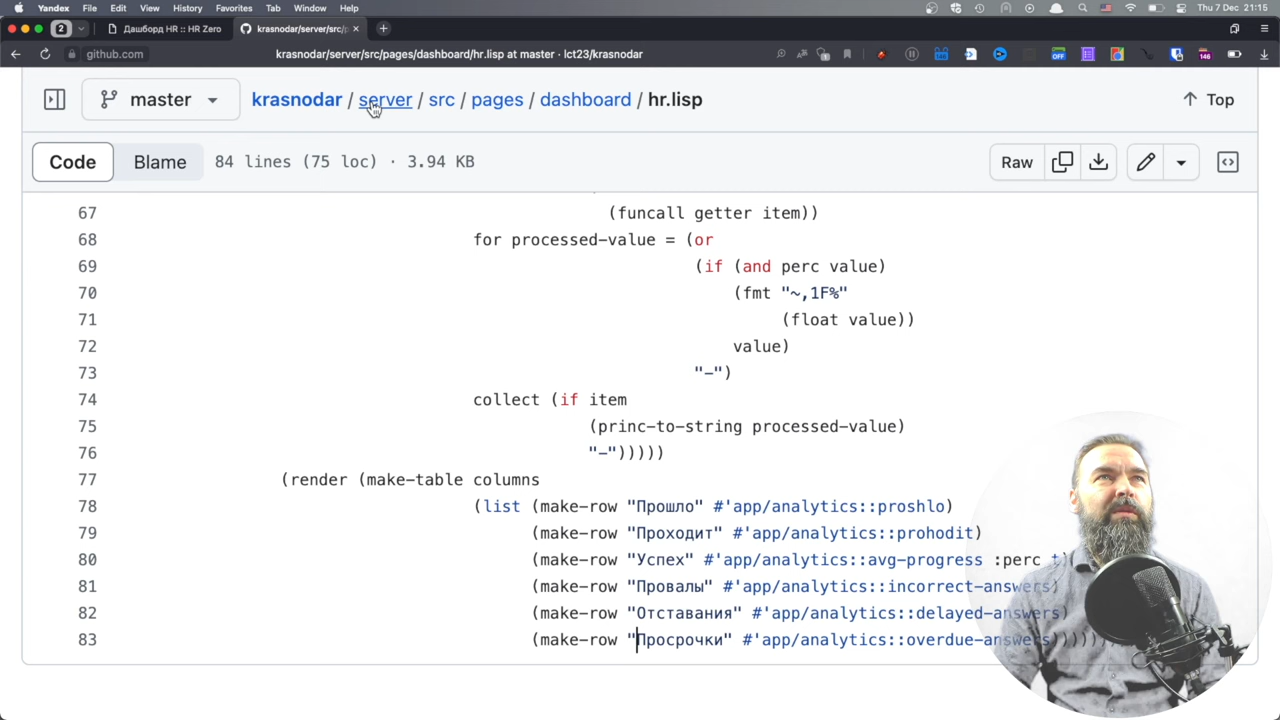 Yandex File Edit View History Favorites Tab Window Help Thu 7 Dec 21:15
2 Дашборд HR :: HR Zero krasnodar/server/src/p
github.com krasnodar/server/src/pages/dashboard/hr.lisp at master · lct23/krasnodar OFF 146
master krasnodar / server / src / pages / dashboard / hr.lisp Top
Code Blame 84 lines (75 loc) · 3.94 KB Raw
67 (funcall getter item))
68 for processed-value = (or
69 (if (and perc value)
70 (fmt "~,1F%"
71 (float value))
72 value)
73 "-")
74 collect (if item
75 (princ-to-string processed-value)
76 "-")))))
77 (render (make-table columns
78 (list (make-row "Прошло" #'app/analytics::proshlo)
79 (make-row "Проходит" #'app/analytics::prohodit)
80 (make-row "Успех" #'app/analytics::avg-progress :perc t)
81 (make-row "Провалы" #'app/analytics::incorrect-answers)
82 (make-row "Отставания" #'app/analytics::delayed-answers)
83 (make-row "Просрочки" #'app/analytics::overdue-answers))))))